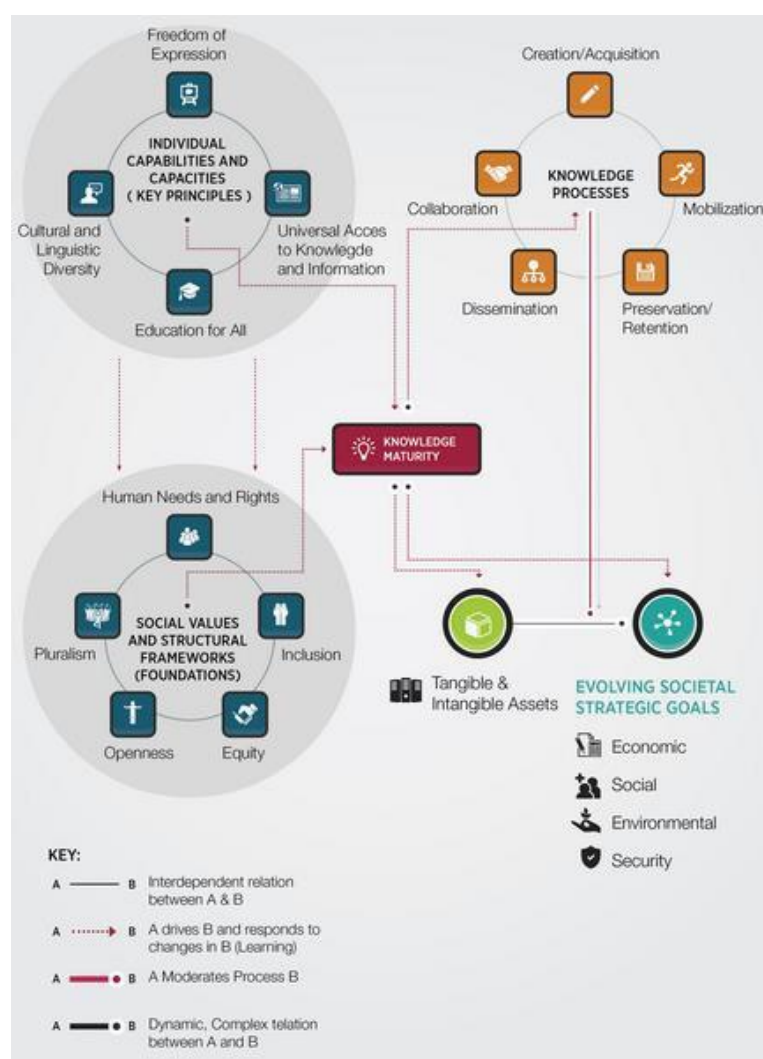 Freedom of
Expression
INDIVIDUAL
CAPABILITIES AND
CAPACITIES
( KEY PRINCIPLES )
Cultural and
Linguistic
Diversity
Universal Acces
to Knowlegde
and Information
Education for All
Creation/Acquisition
KNOWLEDGE
PROCESSES
Collaboration
Mobilization
Dissemination
Preservation/
Retention
KNOWLEDGE
MATURITY
Human Needs and Rights
SOCIAL VALUES
AND STRUCTURAL
FRAMEWORKS
(FOUNDATIONS)
Pluralism
Inclusion
Openness
Equity
Tangible &
Intangible Assets
EVOLVING SOCIETAL
STRATEGIC GOALS
Economic
Social
Environmental
Security
KEY:
A B Interdependent relation
between A & B
A B A drives B and responds to
changes in B (Learning)
A B A Moderates Process B
A B Dynamic, Complex telation
between A and B